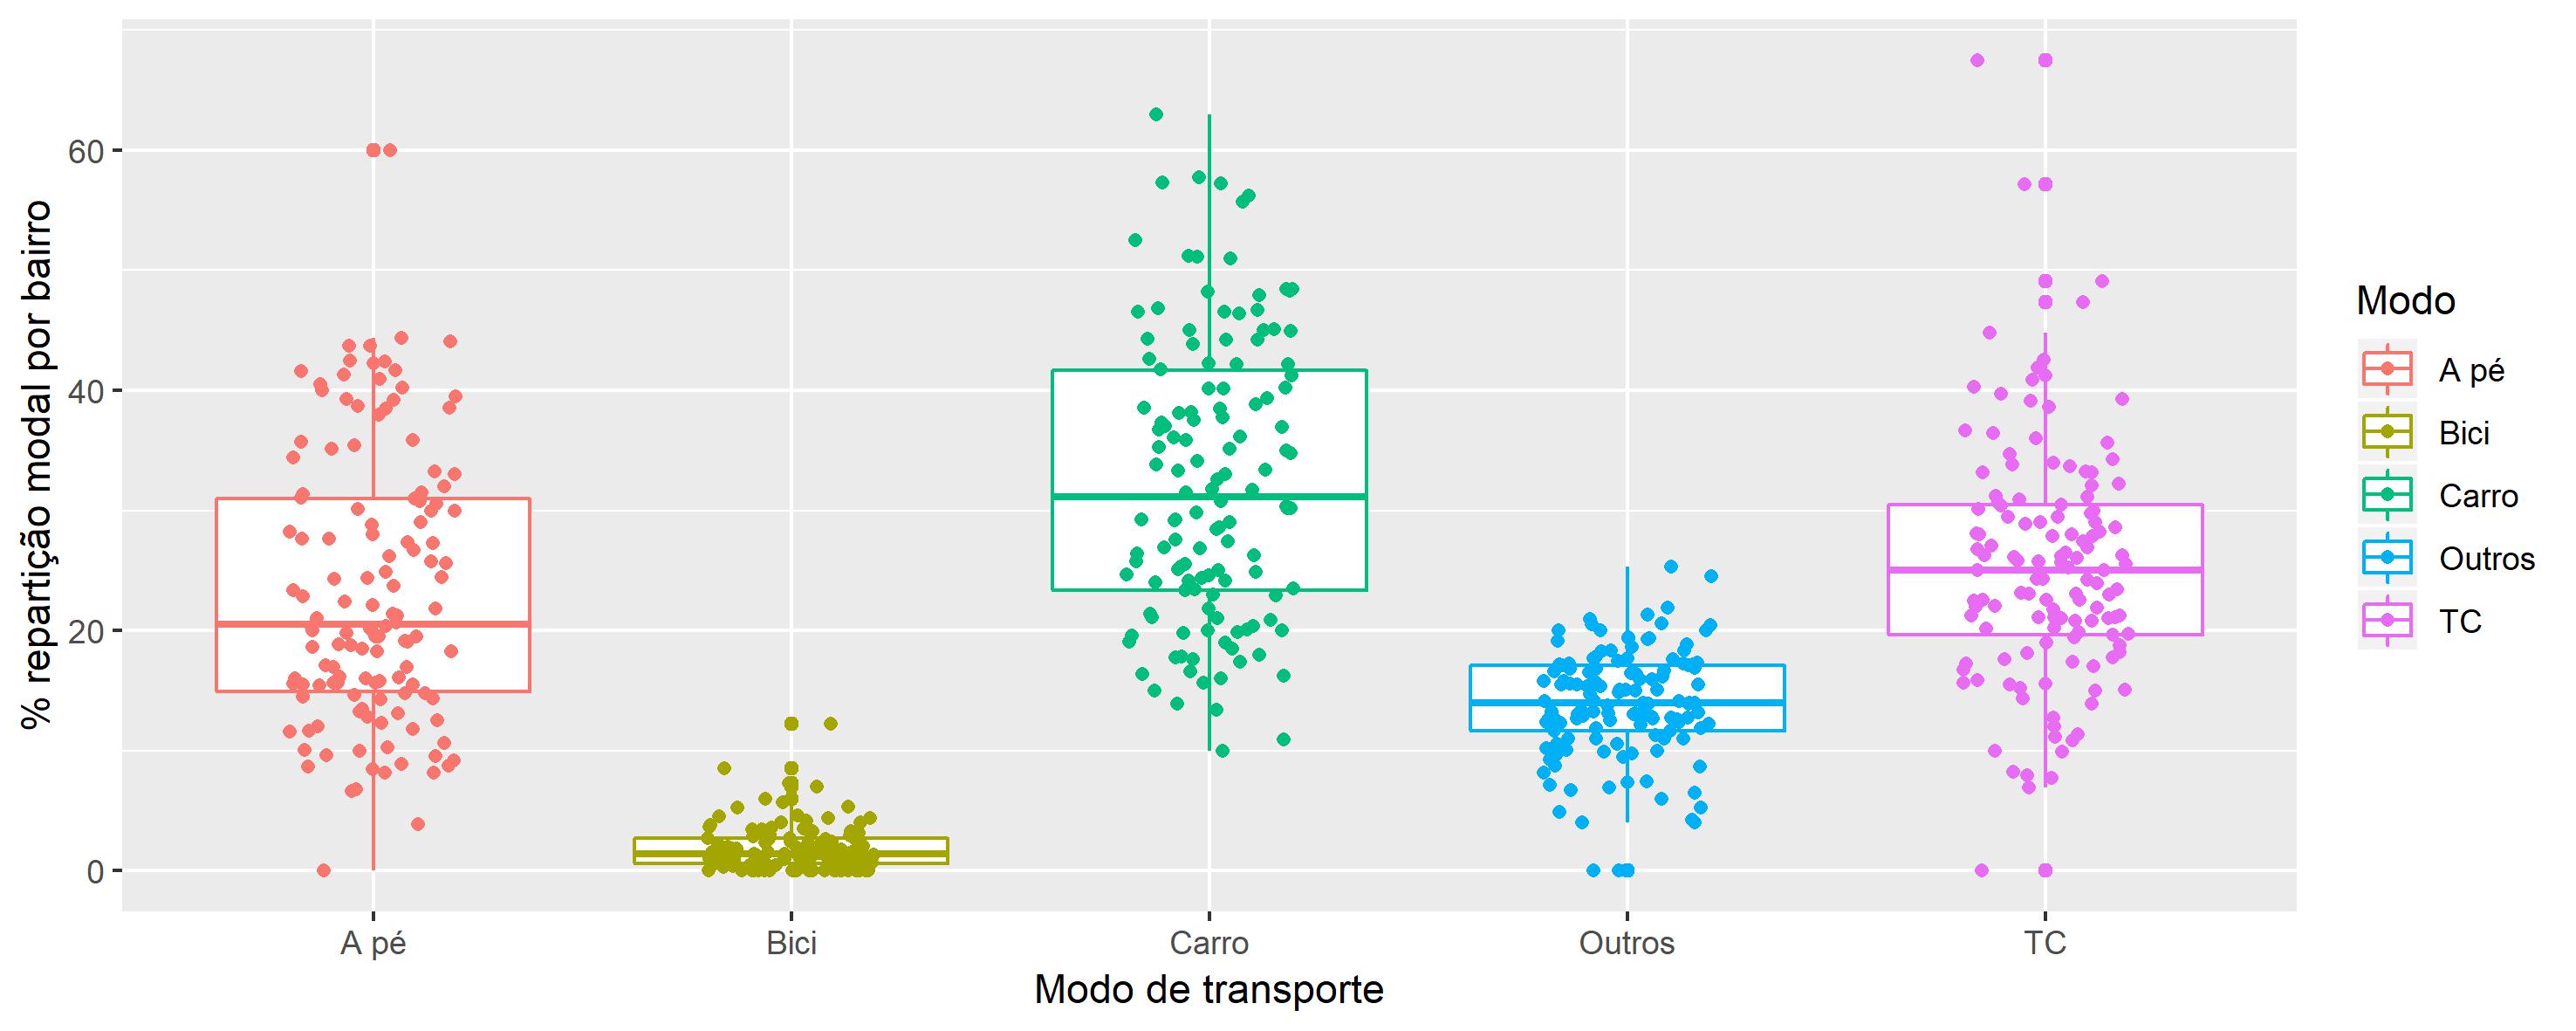 % repartição modal por bairro
60
40
20
0
A pé
Bici
Carro
Outros
TC
Modo de transporte
Modo
A pé
Bici
Carro
Outros
TC